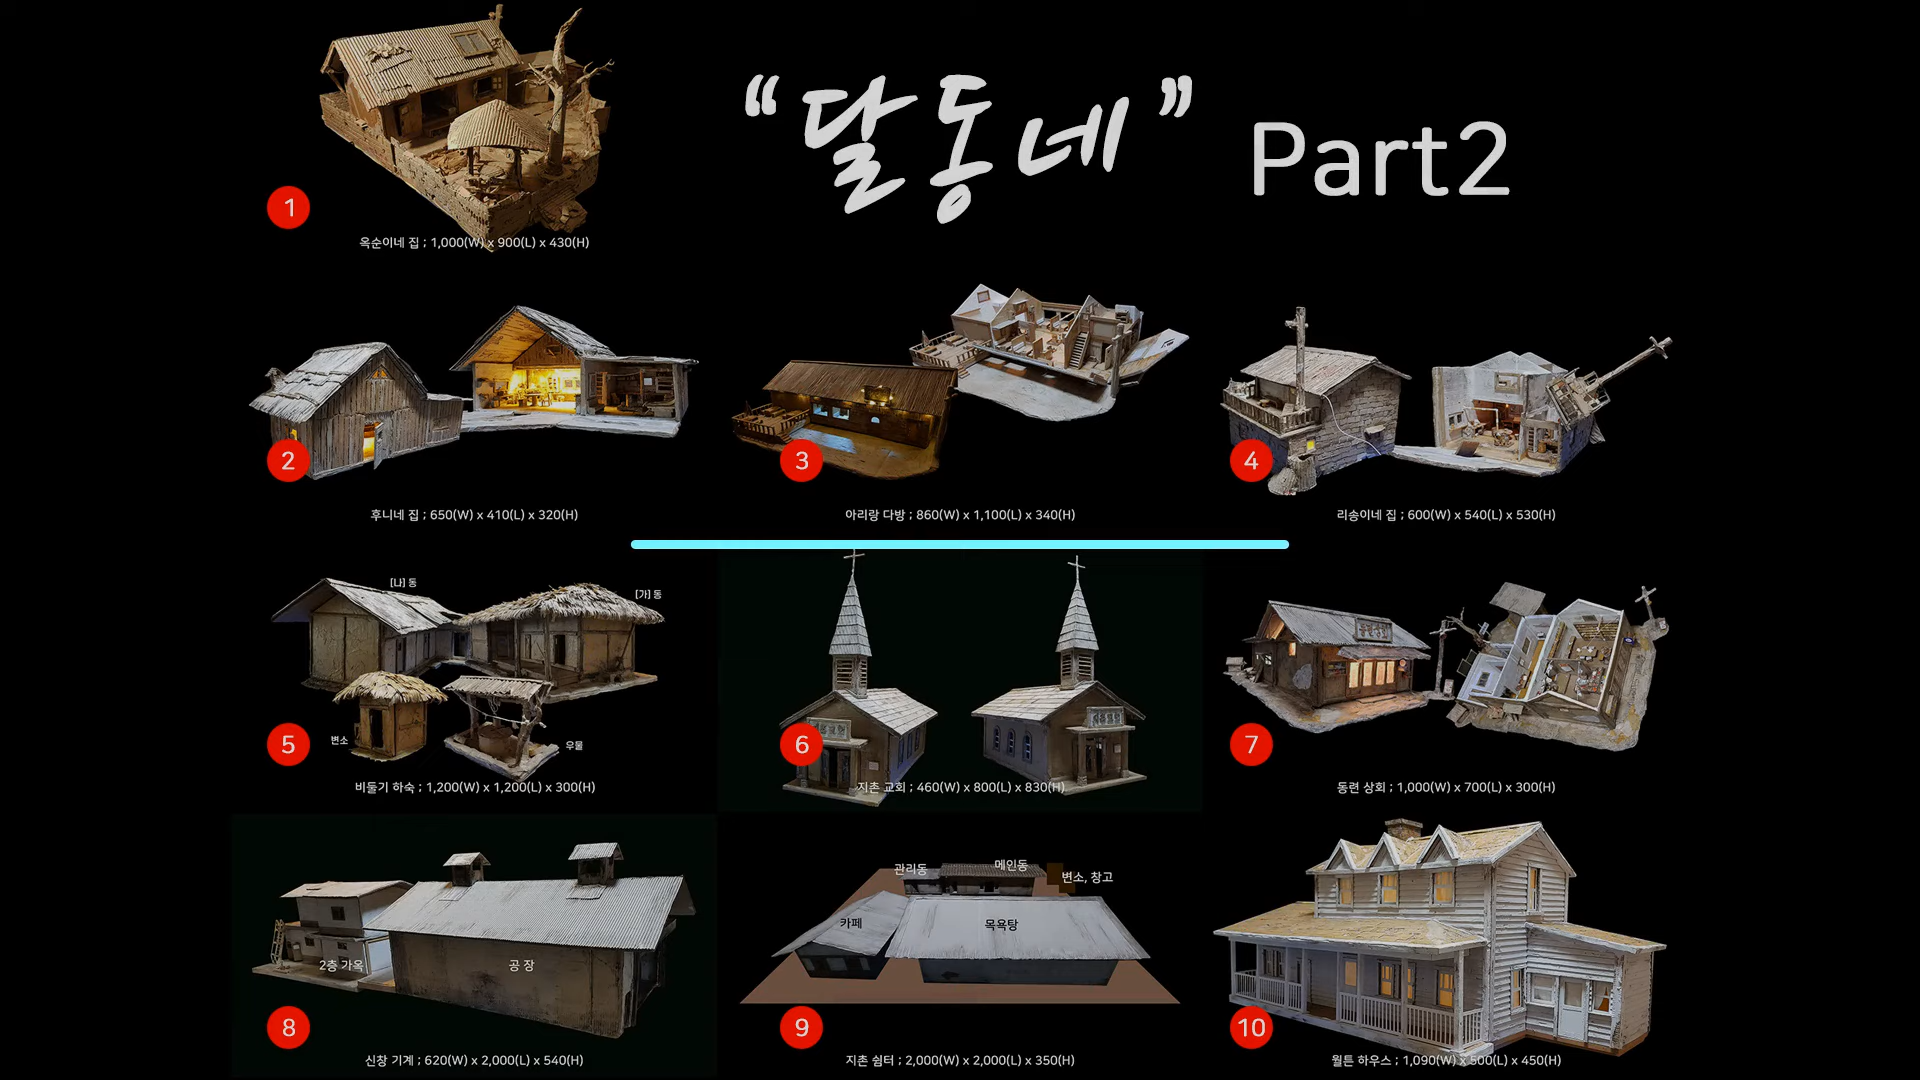 “달동네” Part2
1
옥순이네 집 ; 1,000(W) x 900(L) x 430(H)
2
후니네 집 ; 650(W) x 410(L) x 320(H)
3
아리랑 다방 ; 860(W) x 1,100(L) x 340(H)
4
리송이네 집 ; 600(W) x 540(L) x 530(H)
[나] 동
[가] 동
변소
우물
5
비둘기 하숙 ; 1,200(W) x 1,200(L) x 300(H)
6
지촌 교회 ; 460(W) x 800(L) x 830(H)
7
동련 상회 ; 1,000(W) x 700(L) x 300(H)
2층 가옥
공 장
8
신창 기계 ; 620(W) x 2,000(L) x 540(H)
관리동
메인동
변소, 창고
카페
목욕탕
9
지촌 쉼터 ; 2,000(W) x 2,000(L) x 350(H)
10
월튼 하우스 ; 1,090(W) x 500(L) x 450(H)